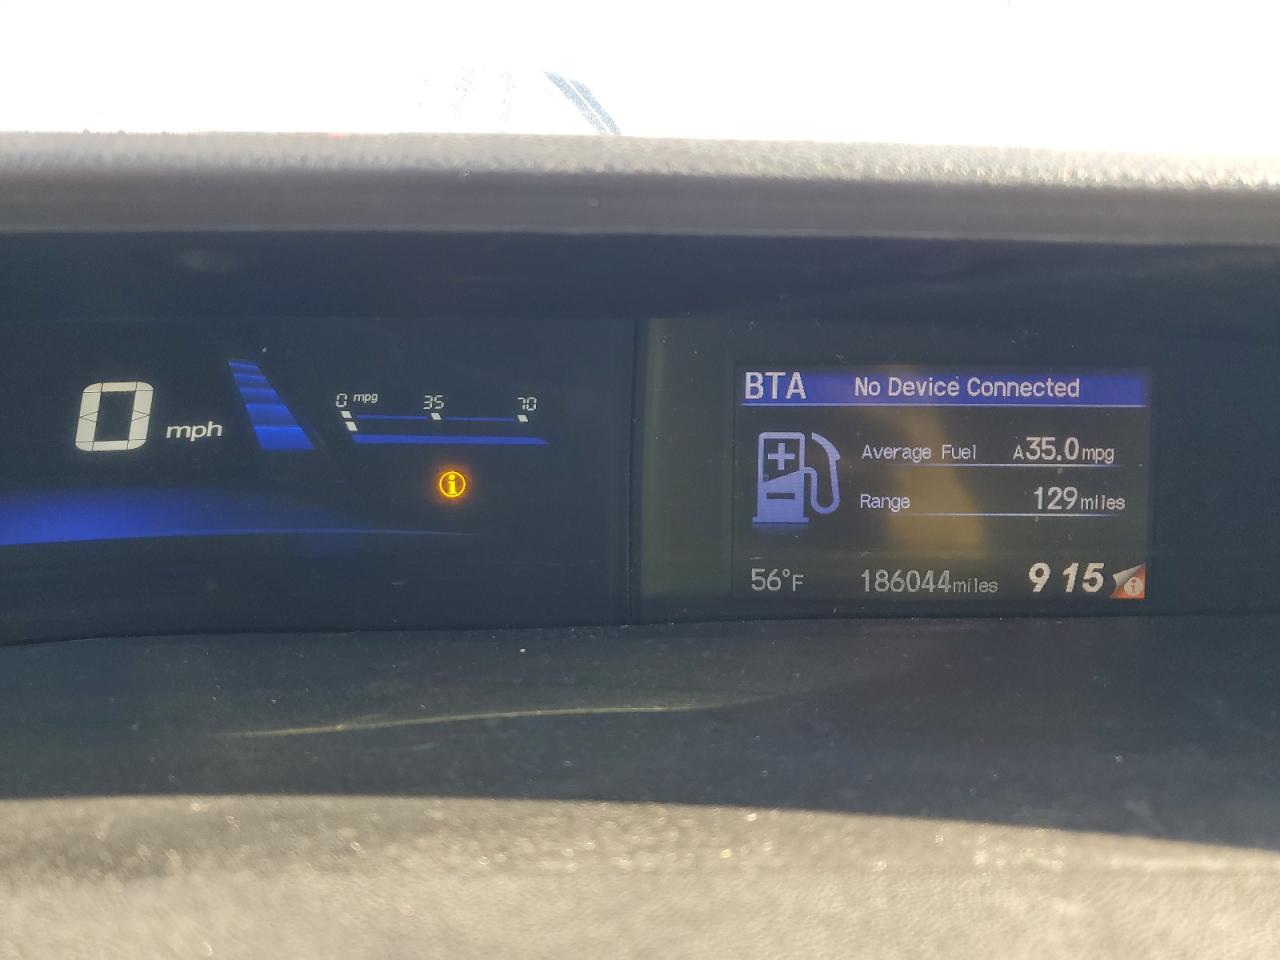 0 mph
0 mpg 35 70
BTA No Device Connected
Average Fuel A35.0mpg
Range 129miles
56°F 186044miles 9 15